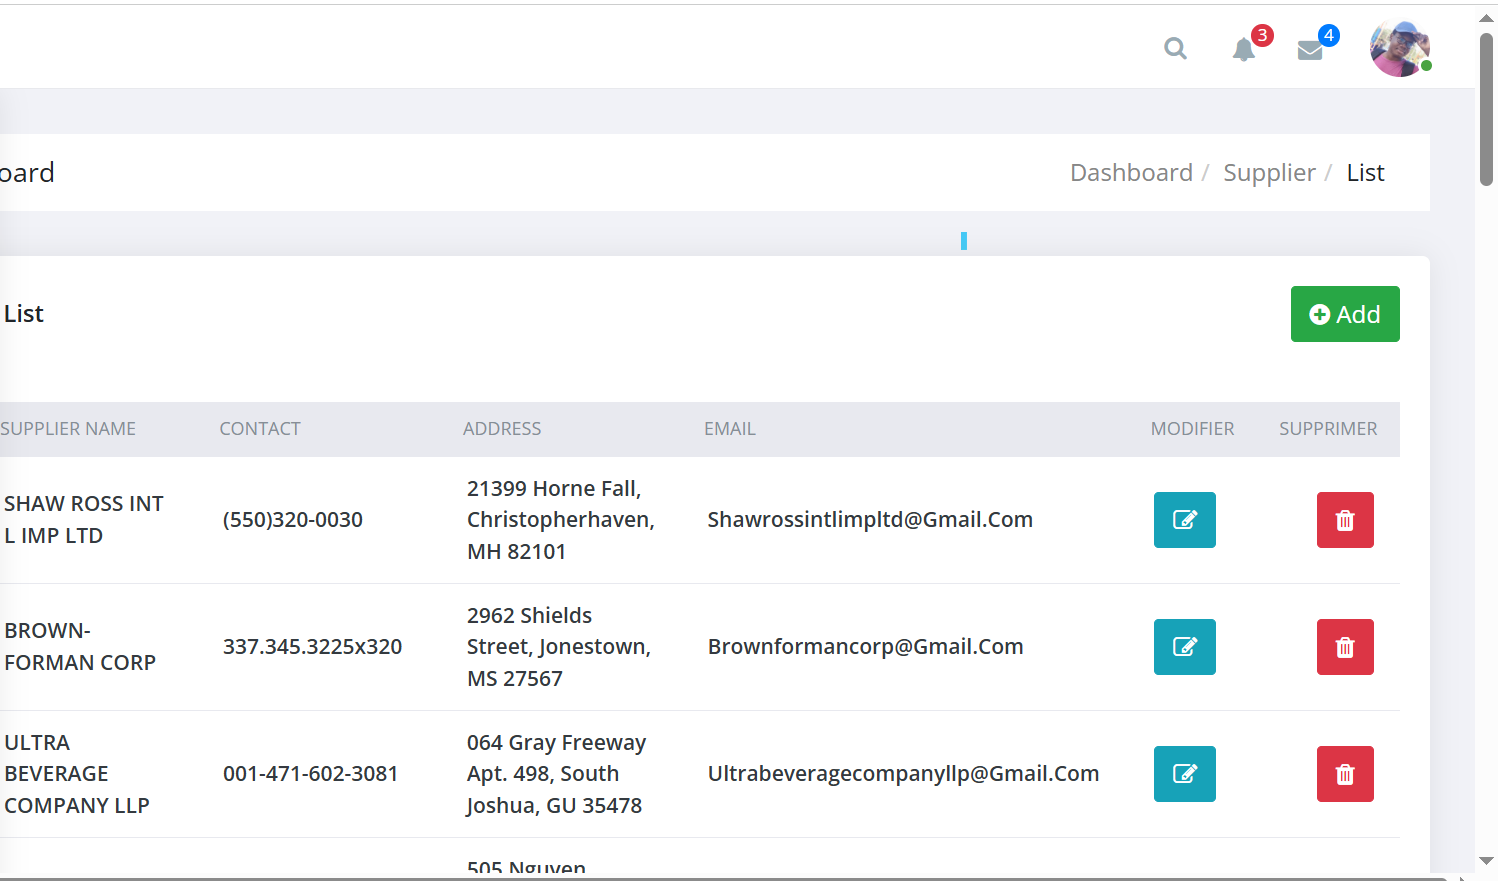 3
4
oard
Dashboard / Supplier / List
List
Add
SUPPLIER NAME CONTACT ADDRESS EMAIL MODIFIER SUPPRIMER
SHAW ROSS INT
L IMP LTD
(550)320-0030
21399 Horne Fall,
Christopherhaven,
MH 82101
Shawrossintlimpltd@Gmail.Com
BROWN-
FORMAN CORP
337.345.3225x320
2962 Shields
Street, Jonestown,
MS 27567
Brownformancorp@Gmail.Com
ULTRA
BEVERAGE
COMPANY LLP
001-471-602-3081
064 Gray Freeway
Apt. 498, South
Joshua, GU 35478
Ultrabeveragecompanyllp@Gmail.Com
505 Nguyen